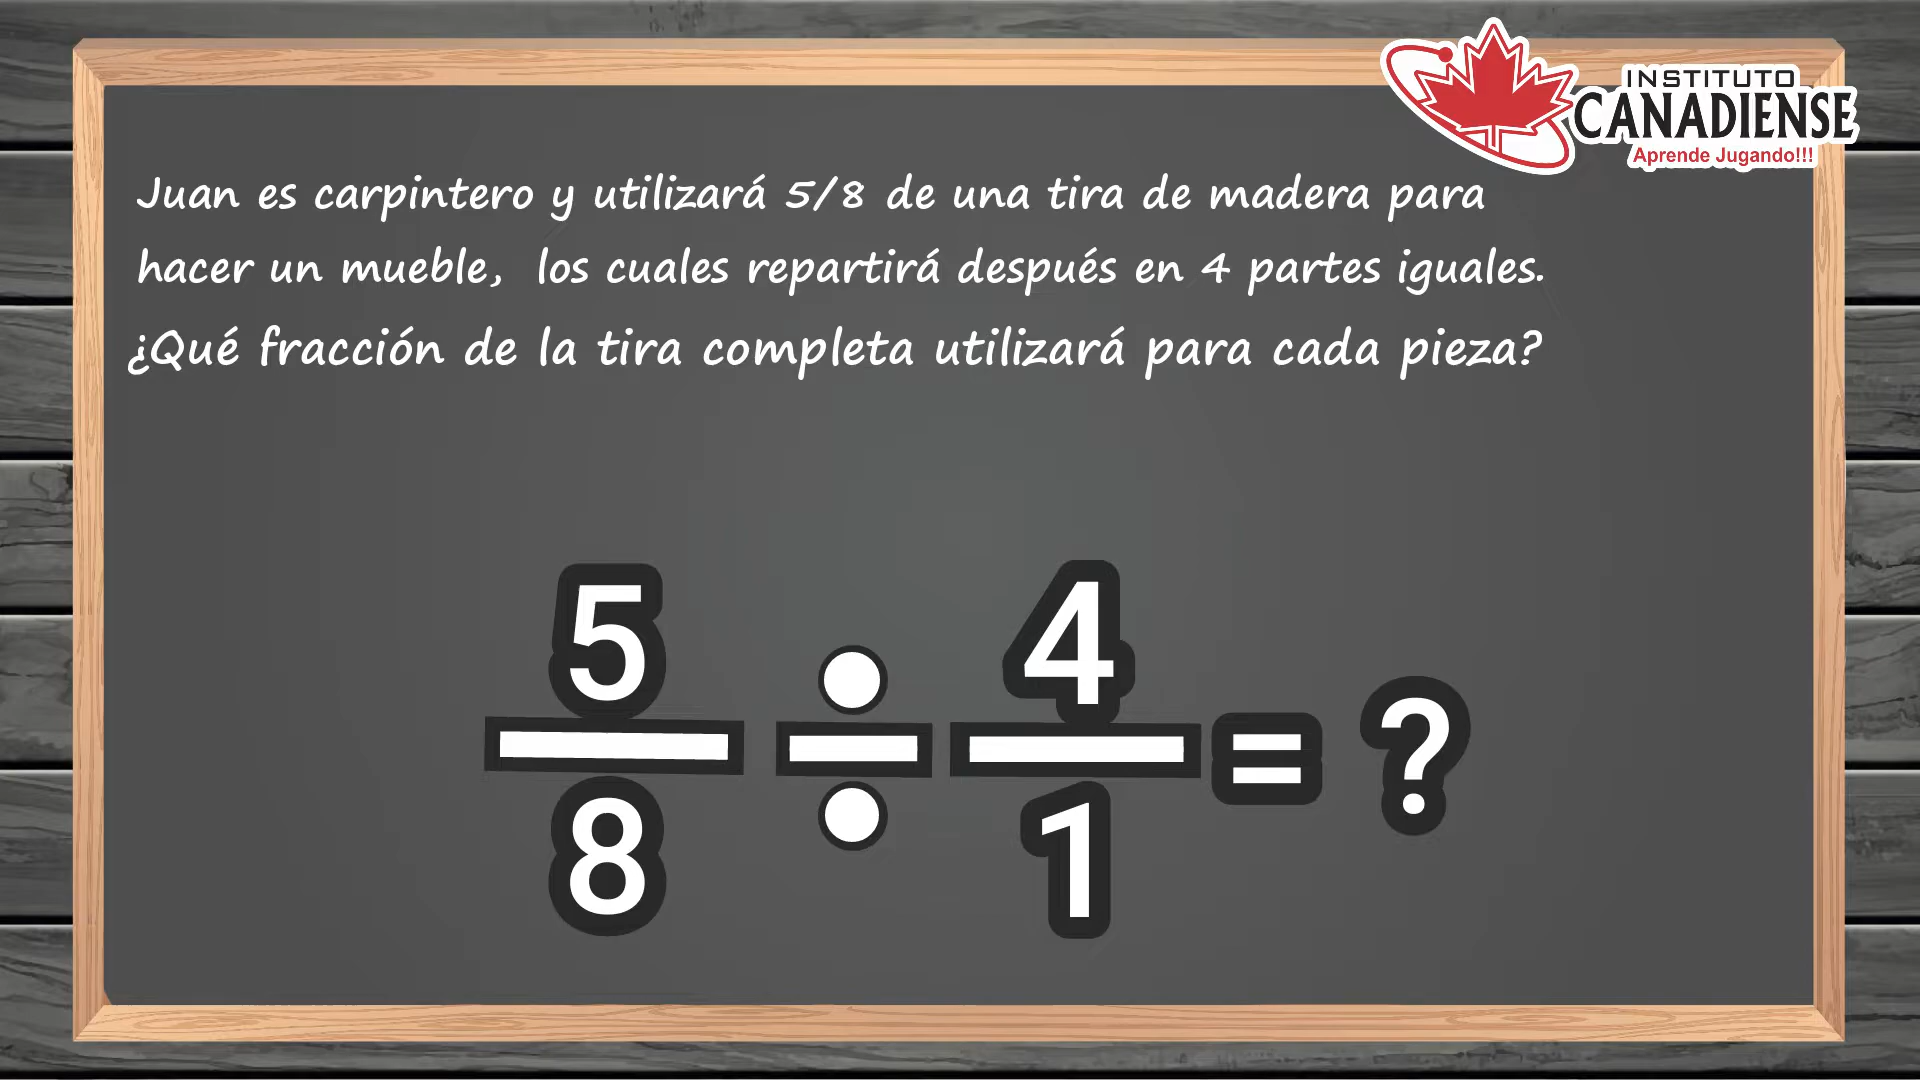 INSTITUTO
CANADIENSE
Aprende Jugando!!!
Juan es carpintero y utilizará 5/8 de una tira de madera para
hacer un mueble, los cuales repartirá después en 4 partes iguales.
¿Qué fracción de la tira completa utilizará para cada pieza?
5/8 ÷ 4/1 = ?